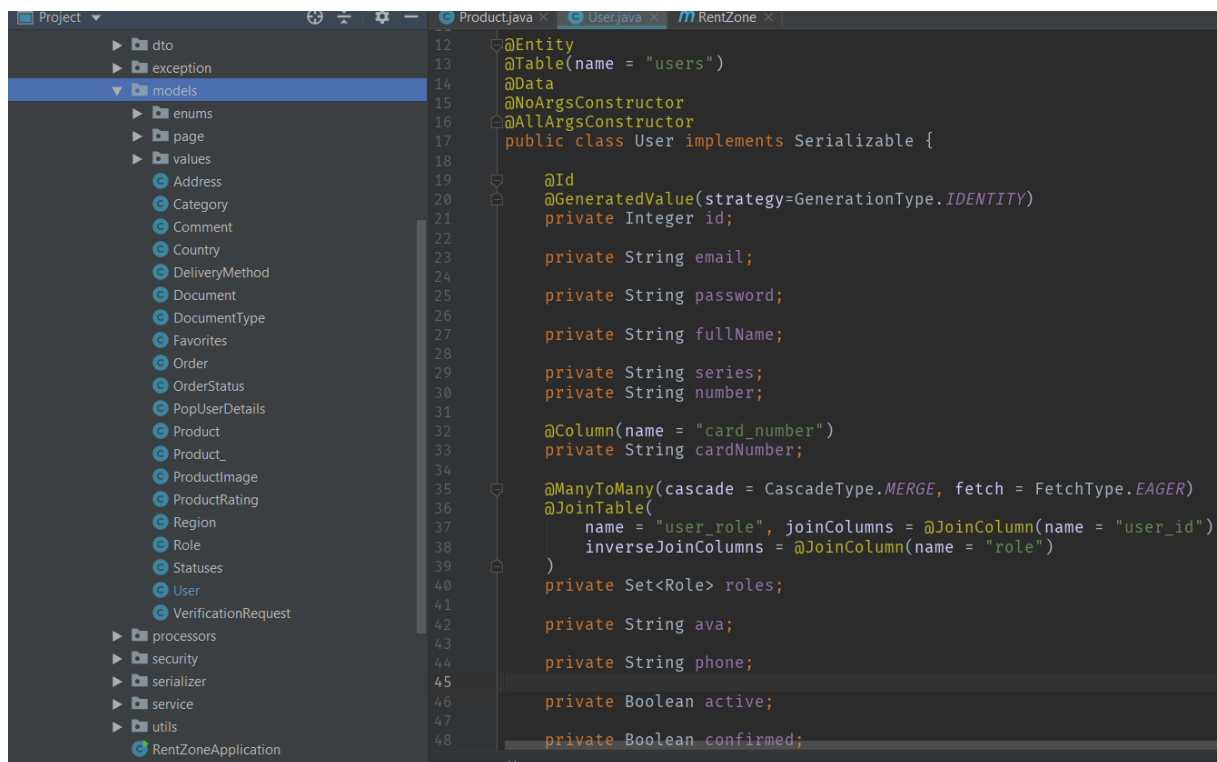 Project
Product.java
User.java
m RentZone
dto
exception
models
enums
page
values
Address
Category
Comment
Country
DeliveryMethod
Document
DocumentType
Favorites
Order
OrderStatus
PopUserDetails
Product
Product_
ProductImage
ProductRating
Region
Role
Statuses
User
VerificationRequest
processors
security
serializer
service
utils
RentZoneApplication
12 @Entity
13 @Table(name = "users")
14 @Data
15 @NoArgsConstructor
16 @AllArgsConstructor
17 public class User implements Serializable {
18
19 @Id
20 @GeneratedValue(strategy=GenerationType.IDENTITY)
21 private Integer id;
22
23 private String email;
24
25 private String password;
26
27 private String fullName;
28
29 private String series;
30 private String number;
31
32 @Column(name = "card_number")
33 private String cardNumber;
34
35 @ManyToMany(cascade = CascadeType.MERGE, fetch = FetchType.EAGER)
36 @JoinTable(
37 name = "user_role", joinColumns = @JoinColumn(name = "user_id")
38 inverseJoinColumns = @JoinColumn(name = "role")
39 )
40 private Set<Role> roles;
41
42 private String ava;
43
44 private String phone;
45
46 private Boolean active;
47
48 private Boolean confirmed;